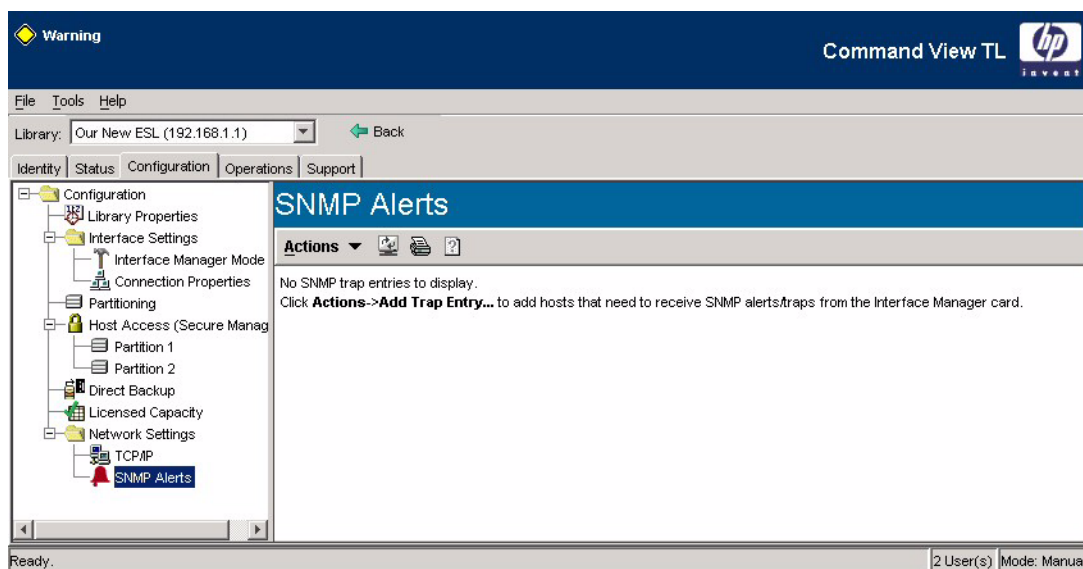 Warning
Command View TL
hp
invent
File Tools Help
Library: Our New ESL (192.168.1.1) Back
Identity Status Configuration Operations Support
Configuration
Library Properties
Interface Settings
Interface Manager Mode
Connection Properties
Partitioning
Host Access (Secure Manag
Partition 1
Partition 2
Direct Backup
Licensed Capacity
Network Settings
TCP/IP
SNMP Alerts
SNMP Alerts
Actions
No SNMP trap entries to display.
Click Actions->Add Trap Entry... to add hosts that need to receive SNMP alerts/traps from the Interface Manager card.
Ready. 2 User(s) Mode: Manua